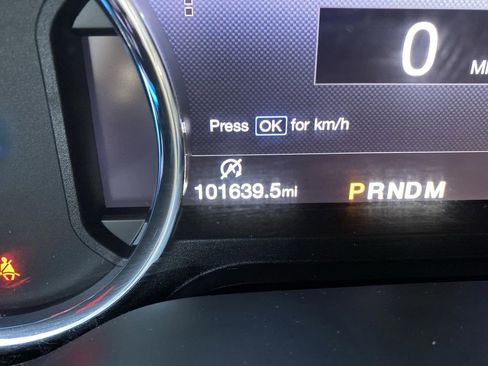 0
Press OK for km/h
101639.5mi
PRNDM